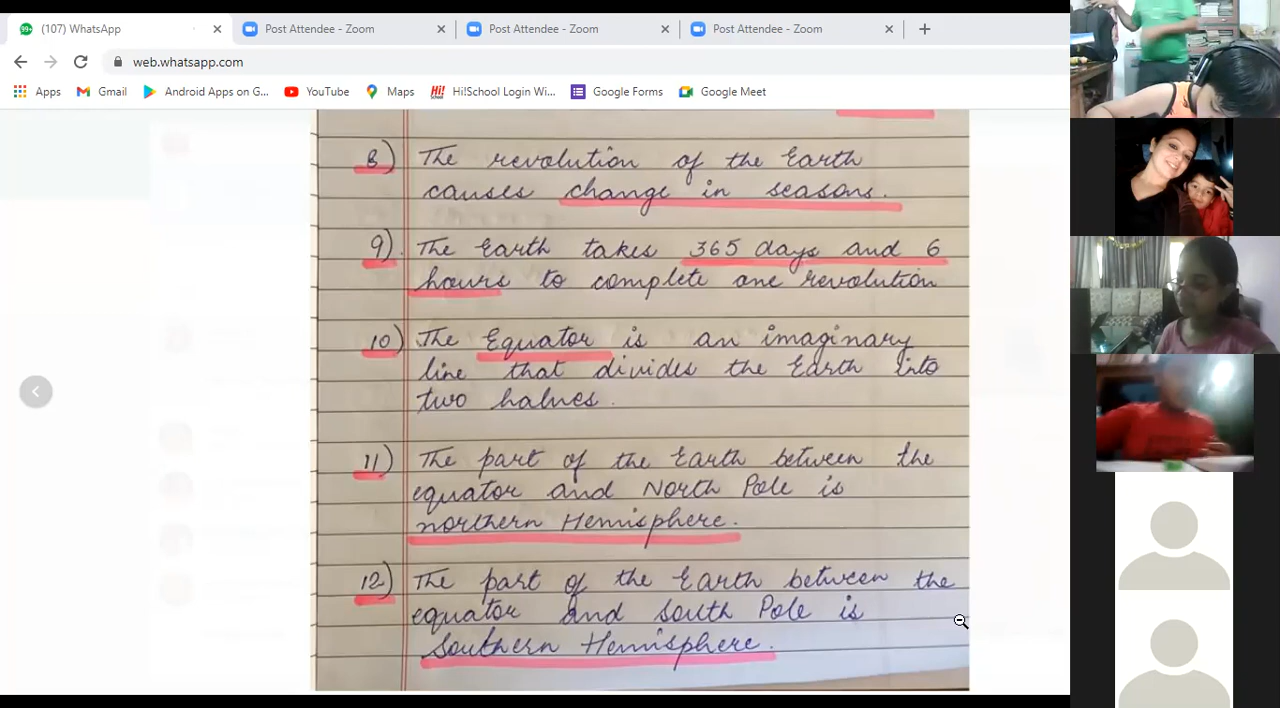 99+ (107) WhatsApp
Post Attendee - Zoom
Post Attendee - Zoom
Post Attendee - Zoom
web.whatsapp.com
Apps Gmail Android Apps on G... YouTube Maps Hi! School Hi!School Login Wi... Google Forms Google Meet
8) The revolution of the Earth
causes change in seasons.
9). The Earth takes 365 days and 6
hours to complete one revolution
10) The Equator is an imaginary
line that divides the Earth into
two halves.
11) The part of the Earth between the
equator and North Pole is
northern Hemisphere.
12) The part of the Earth between the
equator and south Pole is
southern Hemisphere.